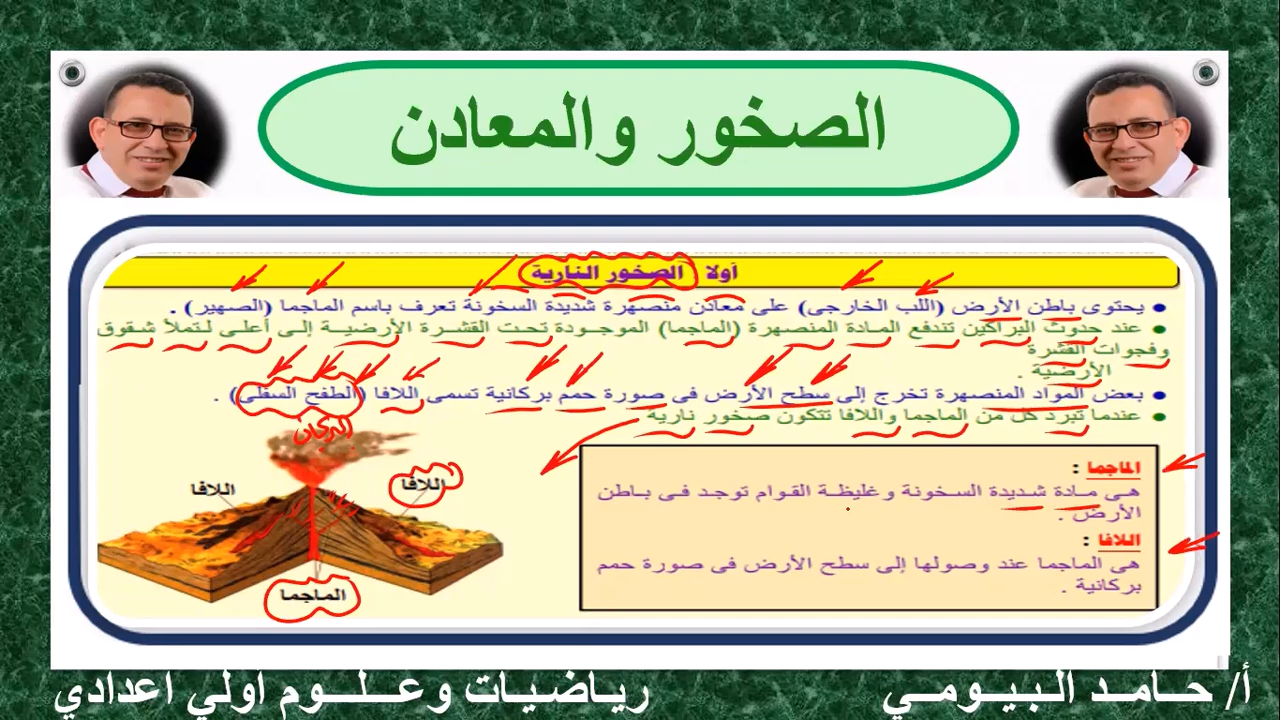 الصخور والمعادن
أولا الصخور النارية
يحتوى باطن الأرض (اللب الخارجى) على معادن منصهرة شديدة السخونة تعرف باسم الماجما (الصهير) .
عند حدوث البراكين تندفع المادة المنصهرة (الماجما) الموجودة تحت القشرة الأرضية إلى أعلى لتملأ شقوق
وفجوات القشرة
الأرضية .
بعض المواد المنصهرة تخرج إلى سطح الأرض فى صورة حمم بركانية تسمى اللافا (الطفح السفلى) .
عندما تبرد كل من الماجما واللافا تتكون صخور نارية
البركان
اللافا
اللافا
الماجما
الماجما :
هى مادة شديدة السخونة وغليظة القوام توجد فى باطن
الأرض .
اللافا :
هى الماجما عند وصولها إلى سطح الأرض فى صورة حمم
بركانية .
أ/ حامد البيومي
رياضيات وعلوم أولي اعدادي